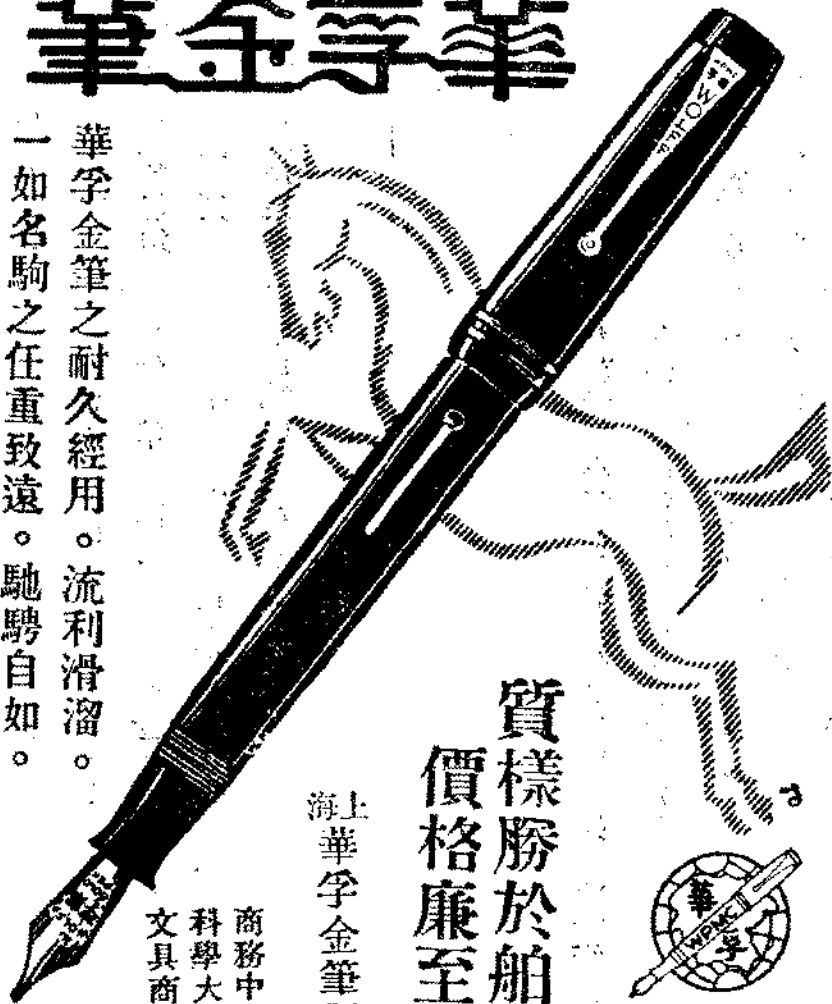 華孚金筆
華孚金筆之耐久經用。流利滑溜。
一如名駒之任重致遠。馳騁自如。
質樣勝於舶
價格廉至
上海
華孚金筆
商務中
科學大
文具商
WOLFF
華孚
WPMC